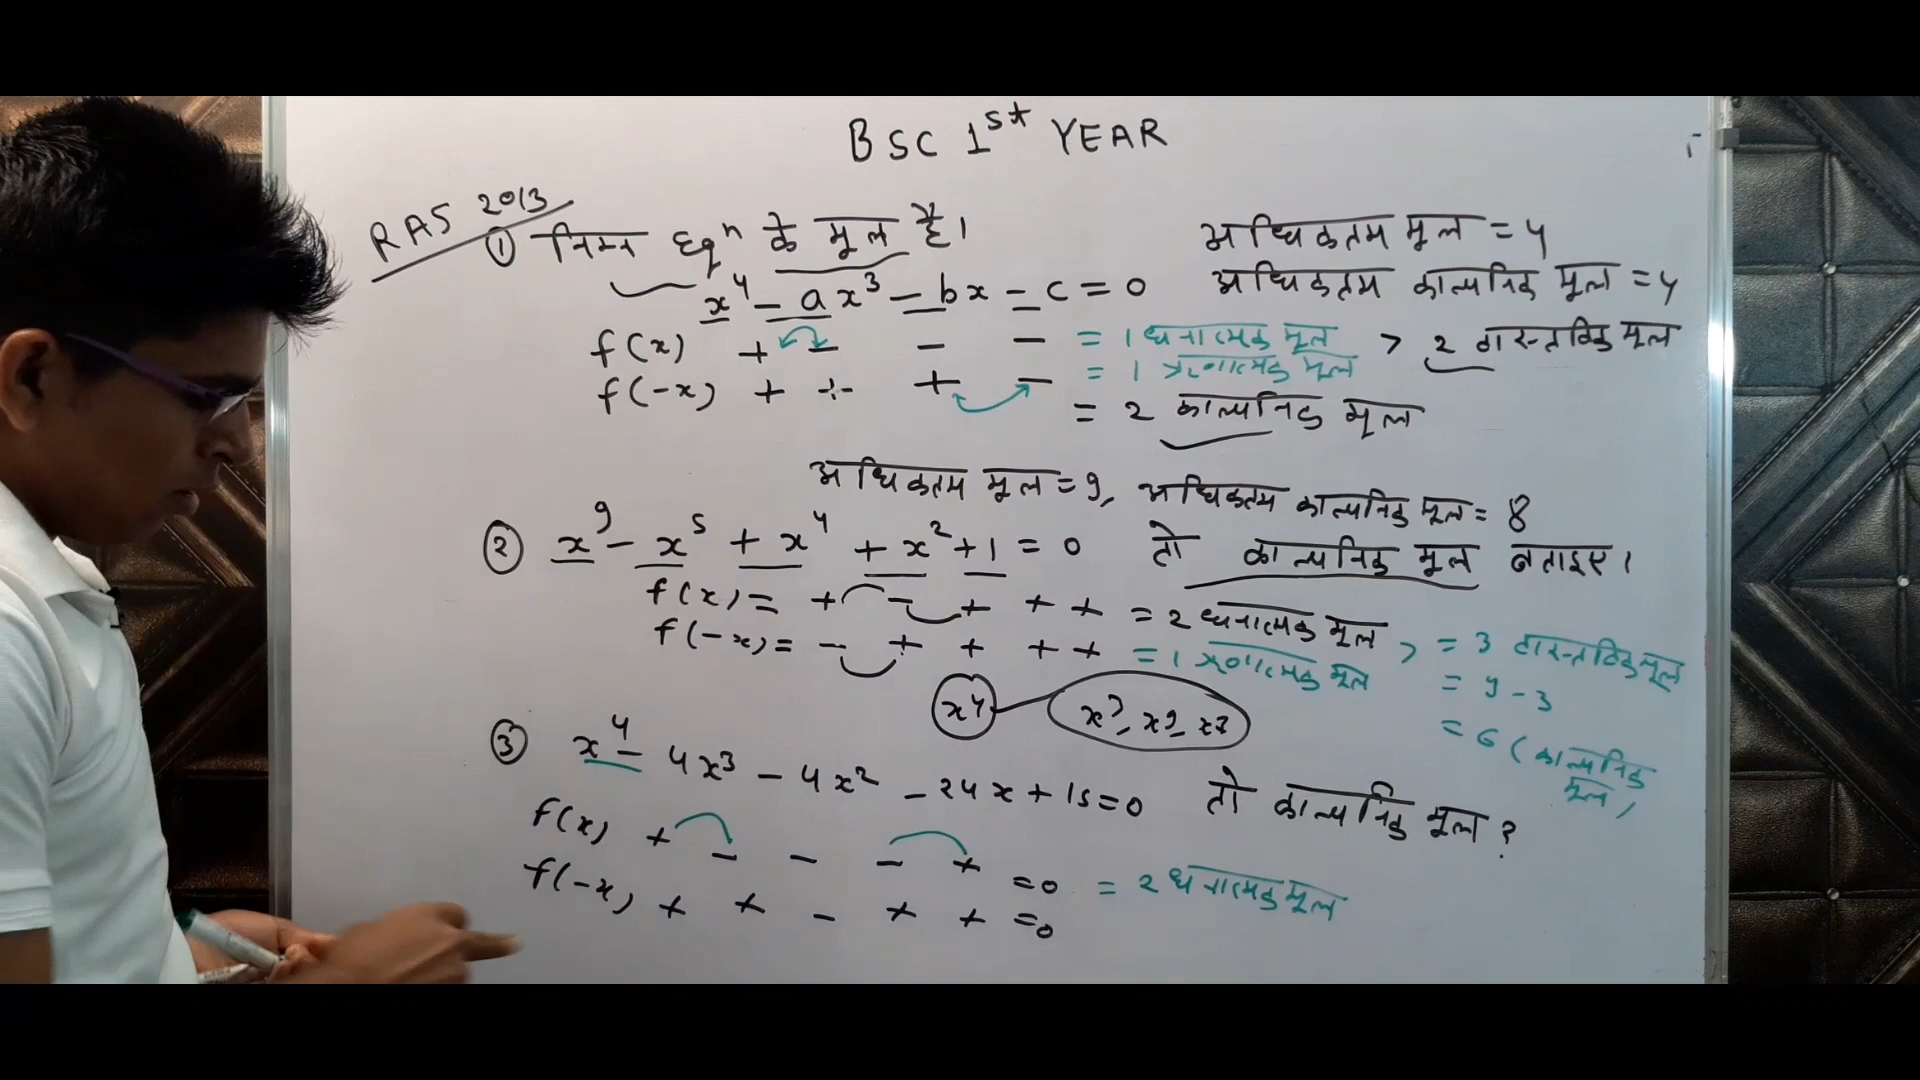 BSC 1st YEAR
RAS 2013
① निम्न Eqⁿ के मूल है।
x⁴ - ax³ - bx - c = 0
अधिकतम मूल = 4
अधिकतम काल्पनिक मूल = 4
f(x) + - - - = 1 धनात्मक मूल > 2 वास्तविक मूल
f(-x) + + + - = 1 ऋणात्मक मूल
= 2 काल्पनिक मूल
अधिकतम मूल = 9, अधिकतम काल्पनिक मूल = 8
② x⁹ - x⁵ + x⁴ + x² + 1 = 0 तो काल्पनिक मूल बताइए।
f(x) = + - + + + = 2 धनात्मक मूल
f(-x) = - + + + + = 1 ऋणात्मक मूल > = 3 वास्तविक मूल
= 9 - 3
= 6 (काल्पनिक मूल)
x⁴
③ x⁴ - 4x³ - 4x² - 24x + 15 = 0 तो काल्पनिक मूल ?
f(x) + - - - + = 0 = 2 धनात्मक मूल
f(-x) + + - + + = 0